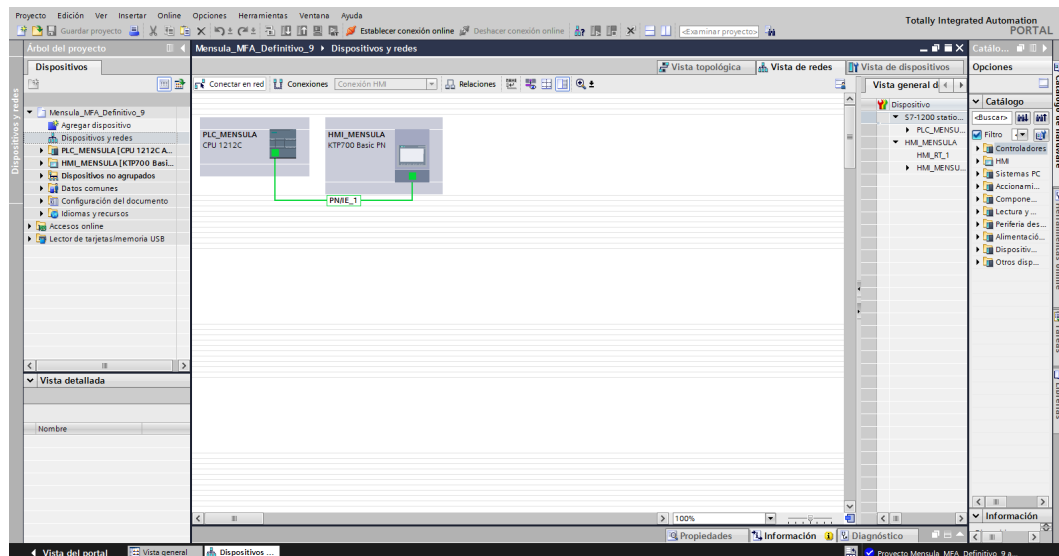 Proyecto Edición Ver Insertar Online Opciones Herramientas Ventana Ayuda
Totally Integrated Automation
PORTAL
Guardar proyecto
Establecer conexión online
Deshacer conexión online
<Examinar proyecto>
Árbol del proyecto
Mensula_MFA_Definitivo_9 Dispositivos y redes
Catálo...
Dispositivos
Vista topológica
Vista de redes
Vista de dispositivos
Opciones
Conectar en red
Conexiones
Conexión HMI
Relaciones
Vista general d
Dispositivos y redes
Mensula_MFA_Definitivo_9
Agregar dispositivo
Dispositivos y redes
PLC_MENSULA [CPU 1212C A...
HMI_MENSULA [KTP700 Basi...
Dispositivos no agrupados
Datos comunes
Configuración del documento
Idiomas y recursos
Accesos online
Lector de tarjetas/memoria USB
PLC_MENSULA
CPU 1212C
HMI_MENSULA
KTP700 Basic PN
PN/IE_1
Dispositivo
S7-1200 statio...
PLC_MENSU...
HMI_MENSULA
HMI_RT_1
HMI_MENSU...
Catálogo
<Buscar>
Filtro
Controladores
HMI
Sistemas PC
Accionami...
Compone...
Lectura y ...
Periferia des...
Alimentació...
Dispositiv...
Otros disp...
Vista detallada
Nombre
100%
Información
Propiedades
Información
Diagnóstico
Vista del portal
Vista general
Dispositivos ...
Proyecto Mensula_MFA_Definitivo_9 a...